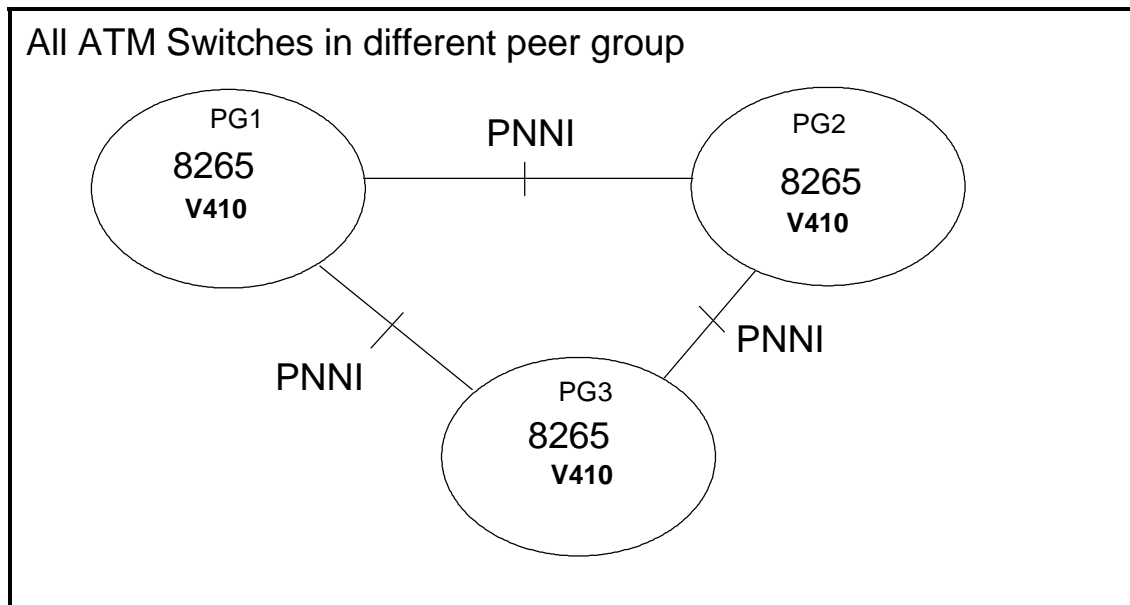 All ATM Switches in different peer group
PG1
8265
V410
PNNI
PG2
8265
V410
PNNI
PNNI
PG3
8265
V410